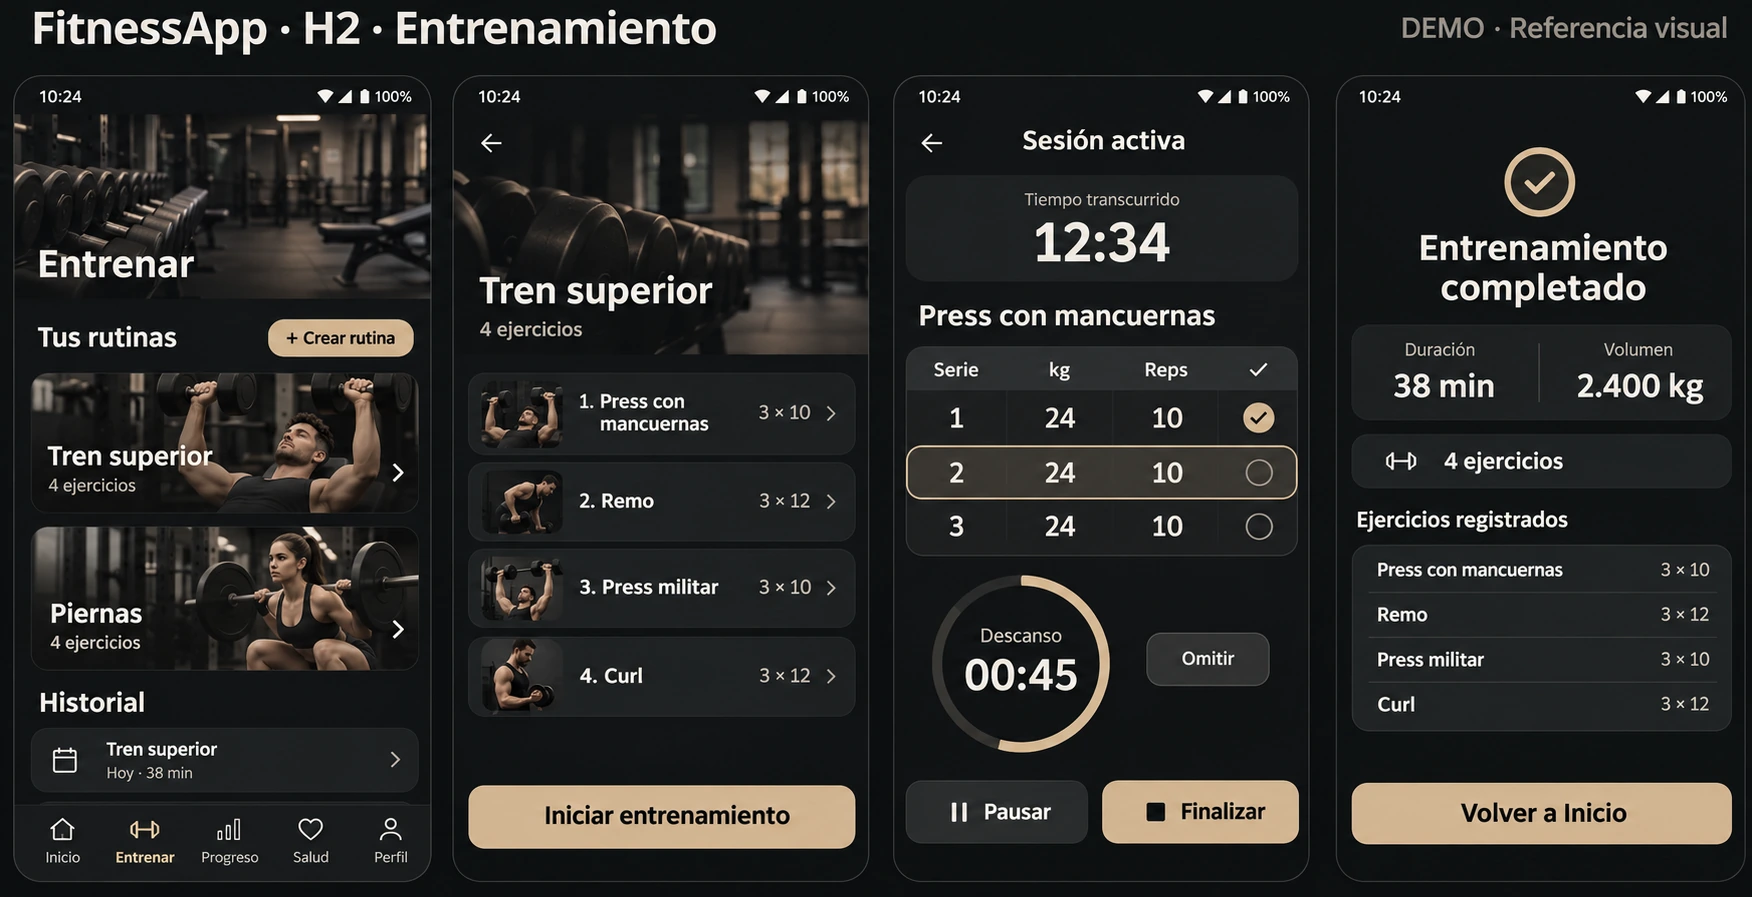 FitnessApp · H2 · Entrenamiento
DEMO · Referencia visual
10:24
100%
Entrenar
Tus rutinas
+ Crear rutina
Tren superior
4 ejercicios
Piernas
4 ejercicios
Historial
Tren superior
Hoy · 38 min
Inicio
Entrenar
Progreso
Salud
Perfil
10:24
100%
Tren superior
4 ejercicios
1. Press con
mancuernas
3 × 10
2. Remo
3 × 12
3. Press militar
3 × 10
4. Curl
3 × 12
Iniciar entrenamiento
10:24
100%
Sesión activa
Tiempo transcurrido
12:34
Press con mancuernas
Serie kg Reps ✓
1 24 10
2 24 10
3 24 10
Descanso
00:45
Omitir
Pausar
Finalizar
10:24
100%
Entrenamiento
completado
Duración
38 min
Volumen
2.400 kg
4 ejercicios
Ejercicios registrados
Press con mancuernas 3 × 10
Remo 3 × 12
Press militar 3 × 10
Curl 3 × 12
Volver a Inicio